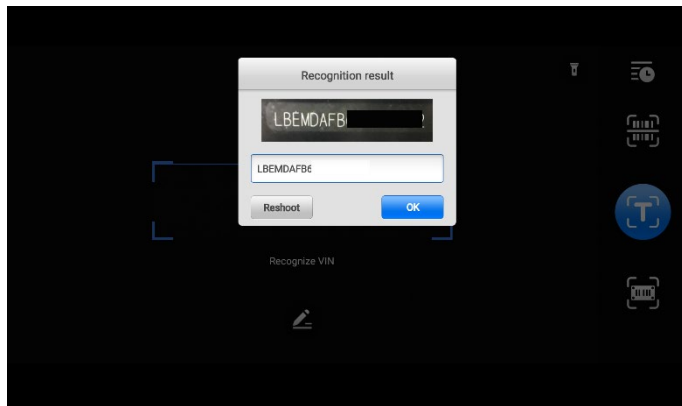 Recognition result
LBEMDAFB
LBEMDAFB6
Reshoot
OK
Recognize VIN